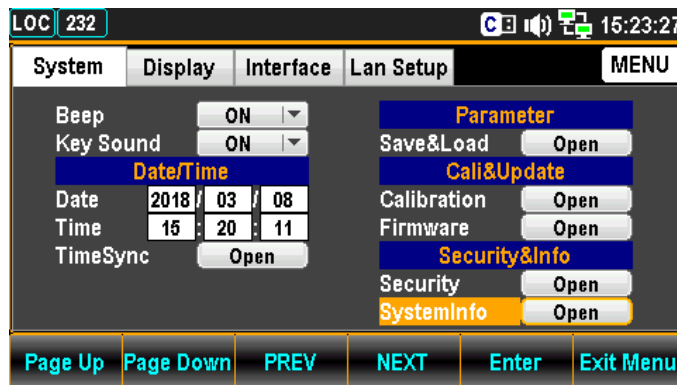 LOC 232 C 15:23:27
System Display Interface Lan Setup MENU
Beep ON
Key Sound ON
Date/Time
Date 2018 / 03 / 08
Time 15 : 20 : 11
TimeSync Open
Parameter
Save&Load Open
Cali&Update
Calibration Open
Firmware Open
Security&Info
Security Open
SystemInfo Open
Page Up Page Down PREV NEXT Enter Exit Menu